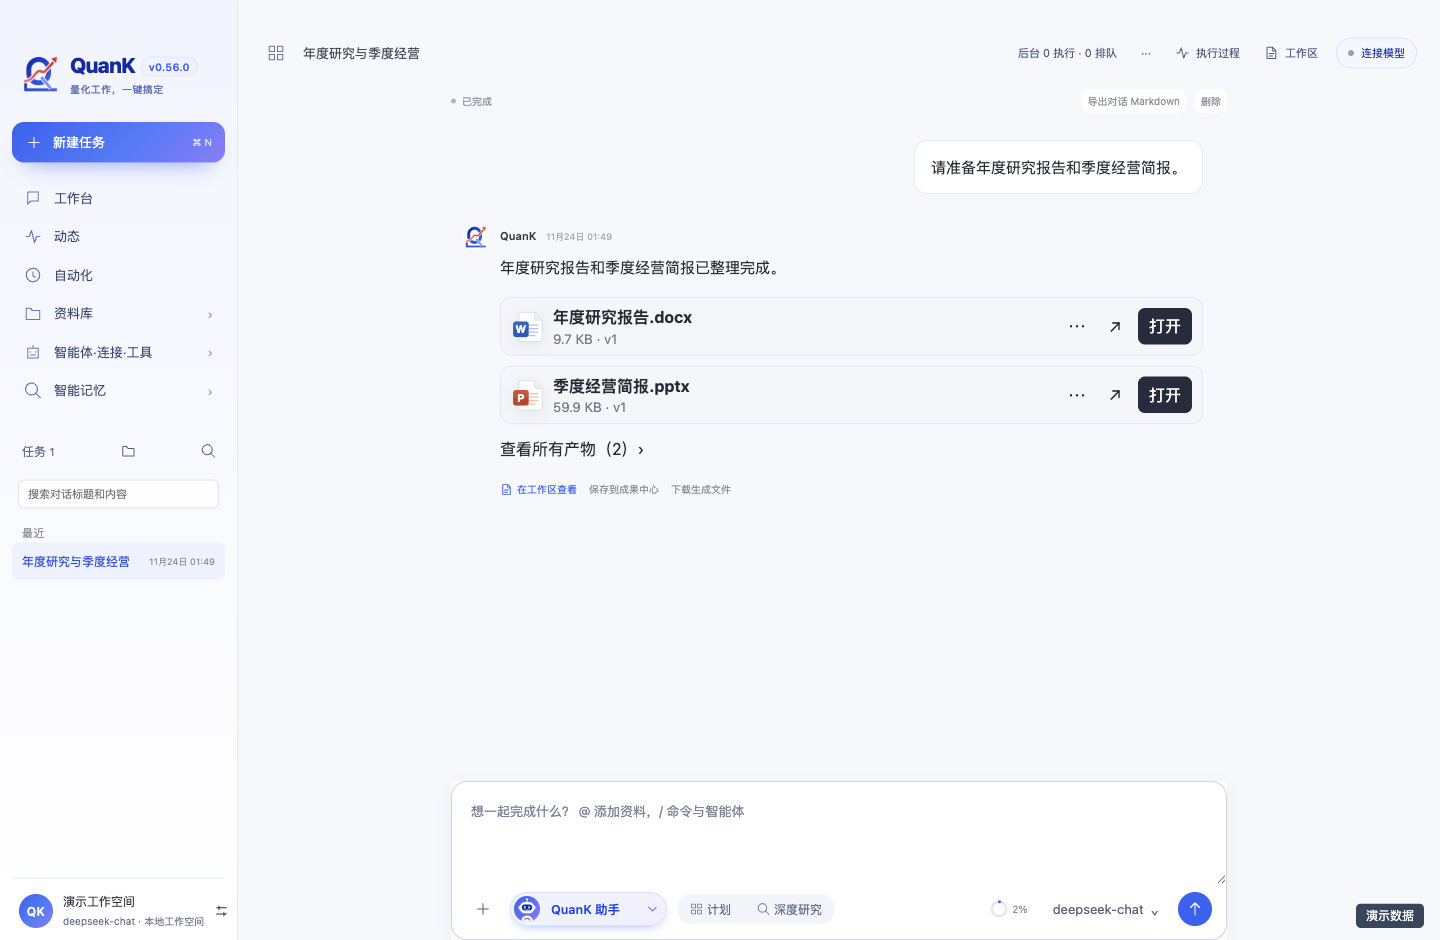 QuanK v0.56.0
量化工作，一键搞定
新建任务 ⌘ N
工作台
动态
自动化
资料库
智能体·连接·工具
智能记忆
任务 1
搜索对话标题和内容
最近
年度研究与季度经营 11月24日 01:49
QK
演示工作空间
deepseek-chat · 本地工作空间
年度研究与季度经营
后台 0 执行 · 0 排队 ··· 执行过程 工作区 连接模型
已完成
导出对话 Markdown 删除
请准备年度研究报告和季度经营简报。
QuanK 11月24日 01:49
年度研究报告和季度经营简报已整理完成。
W
年度研究报告.docx
9.7 KB · v1
··· 打开
P
季度经营简报.pptx
59.9 KB · v1
··· 打开
查看所有产物（2） ›
在工作区查看 保存到成果中心 下载生成文件
想一起完成什么？ @ 添加资料，/ 命令与智能体
QuanK 助手 计划 深度研究 2% deepseek-chat
演示数据